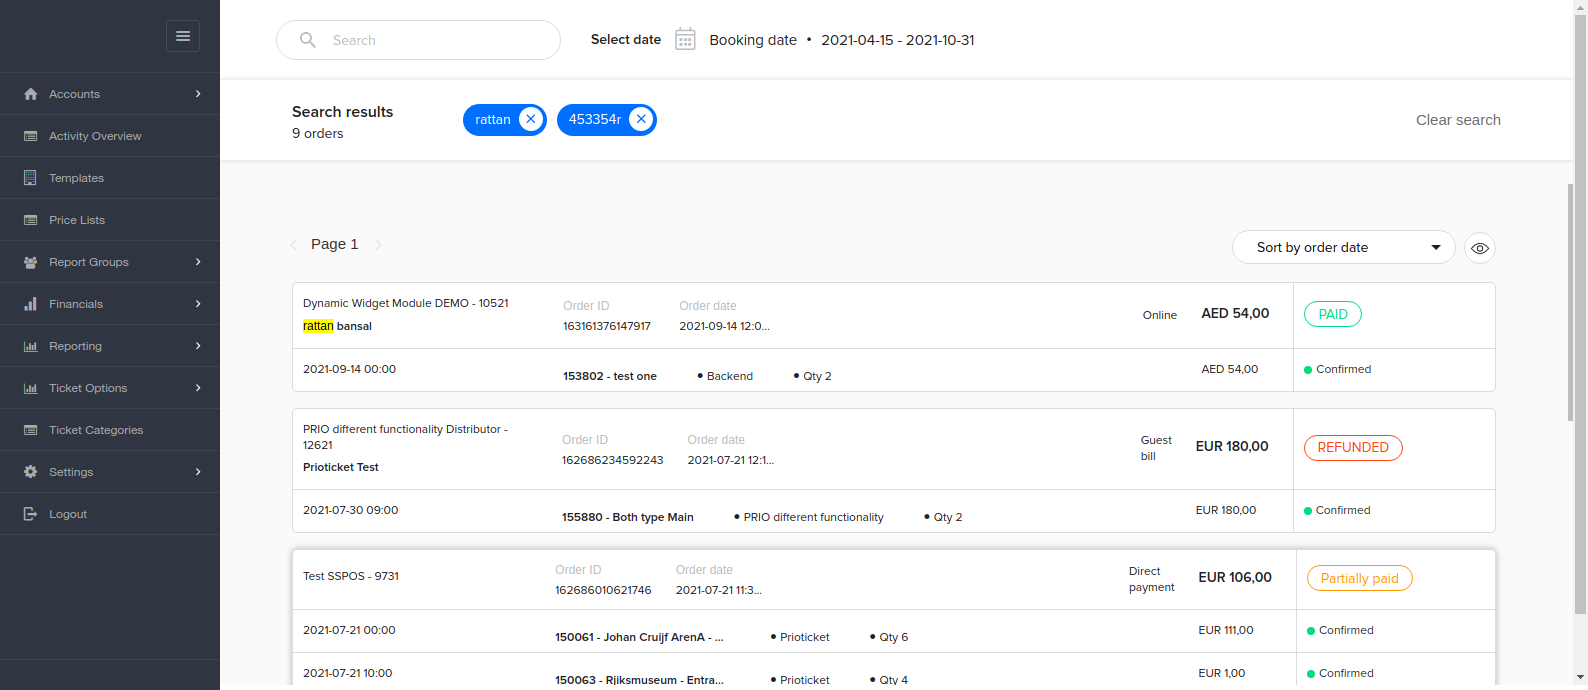 Search
Select date
Booking date • 2021-04-15 - 2021-10-31
Accounts
Activity Overview
Templates
Price Lists
Report Groups
Financials
Reporting
Ticket Options
Ticket Categories
Settings
Logout
Search results
9 orders
rattan
453354r
Clear search
Page 1
Sort by order date
Dynamic Widget Module DEMO - 10521
rattan bansal
Order ID
163161376147917
Order date
2021-09-14 12:0...
Online
AED 54,00
PAID
2021-09-14 00:00
153802 - test one
• Backend
• Qty 2
AED 54,00
Confirmed
PRIO different functionality Distributor -
12621
Prioticket Test
Order ID
162686234592243
Order date
2021-07-21 12:1...
Guest
bill
EUR 180,00
REFUNDED
2021-07-30 09:00
155880 - Both type Main
• PRIO different functionality
• Qty 2
EUR 180,00
Confirmed
Test SSPOS - 9731
Order ID
162686010621746
Order date
2021-07-21 11:3...
Direct
payment
EUR 106,00
Partially paid
2021-07-21 00:00
150061 - Johan Cruijf ArenA - ...
• Prioticket
• Qty 6
EUR 111,00
Confirmed
2021-07-21 10:00
150063 - Rjiksmuseum - Entra...
• Prioticket
• Qty 4
EUR 1,00
Confirmed